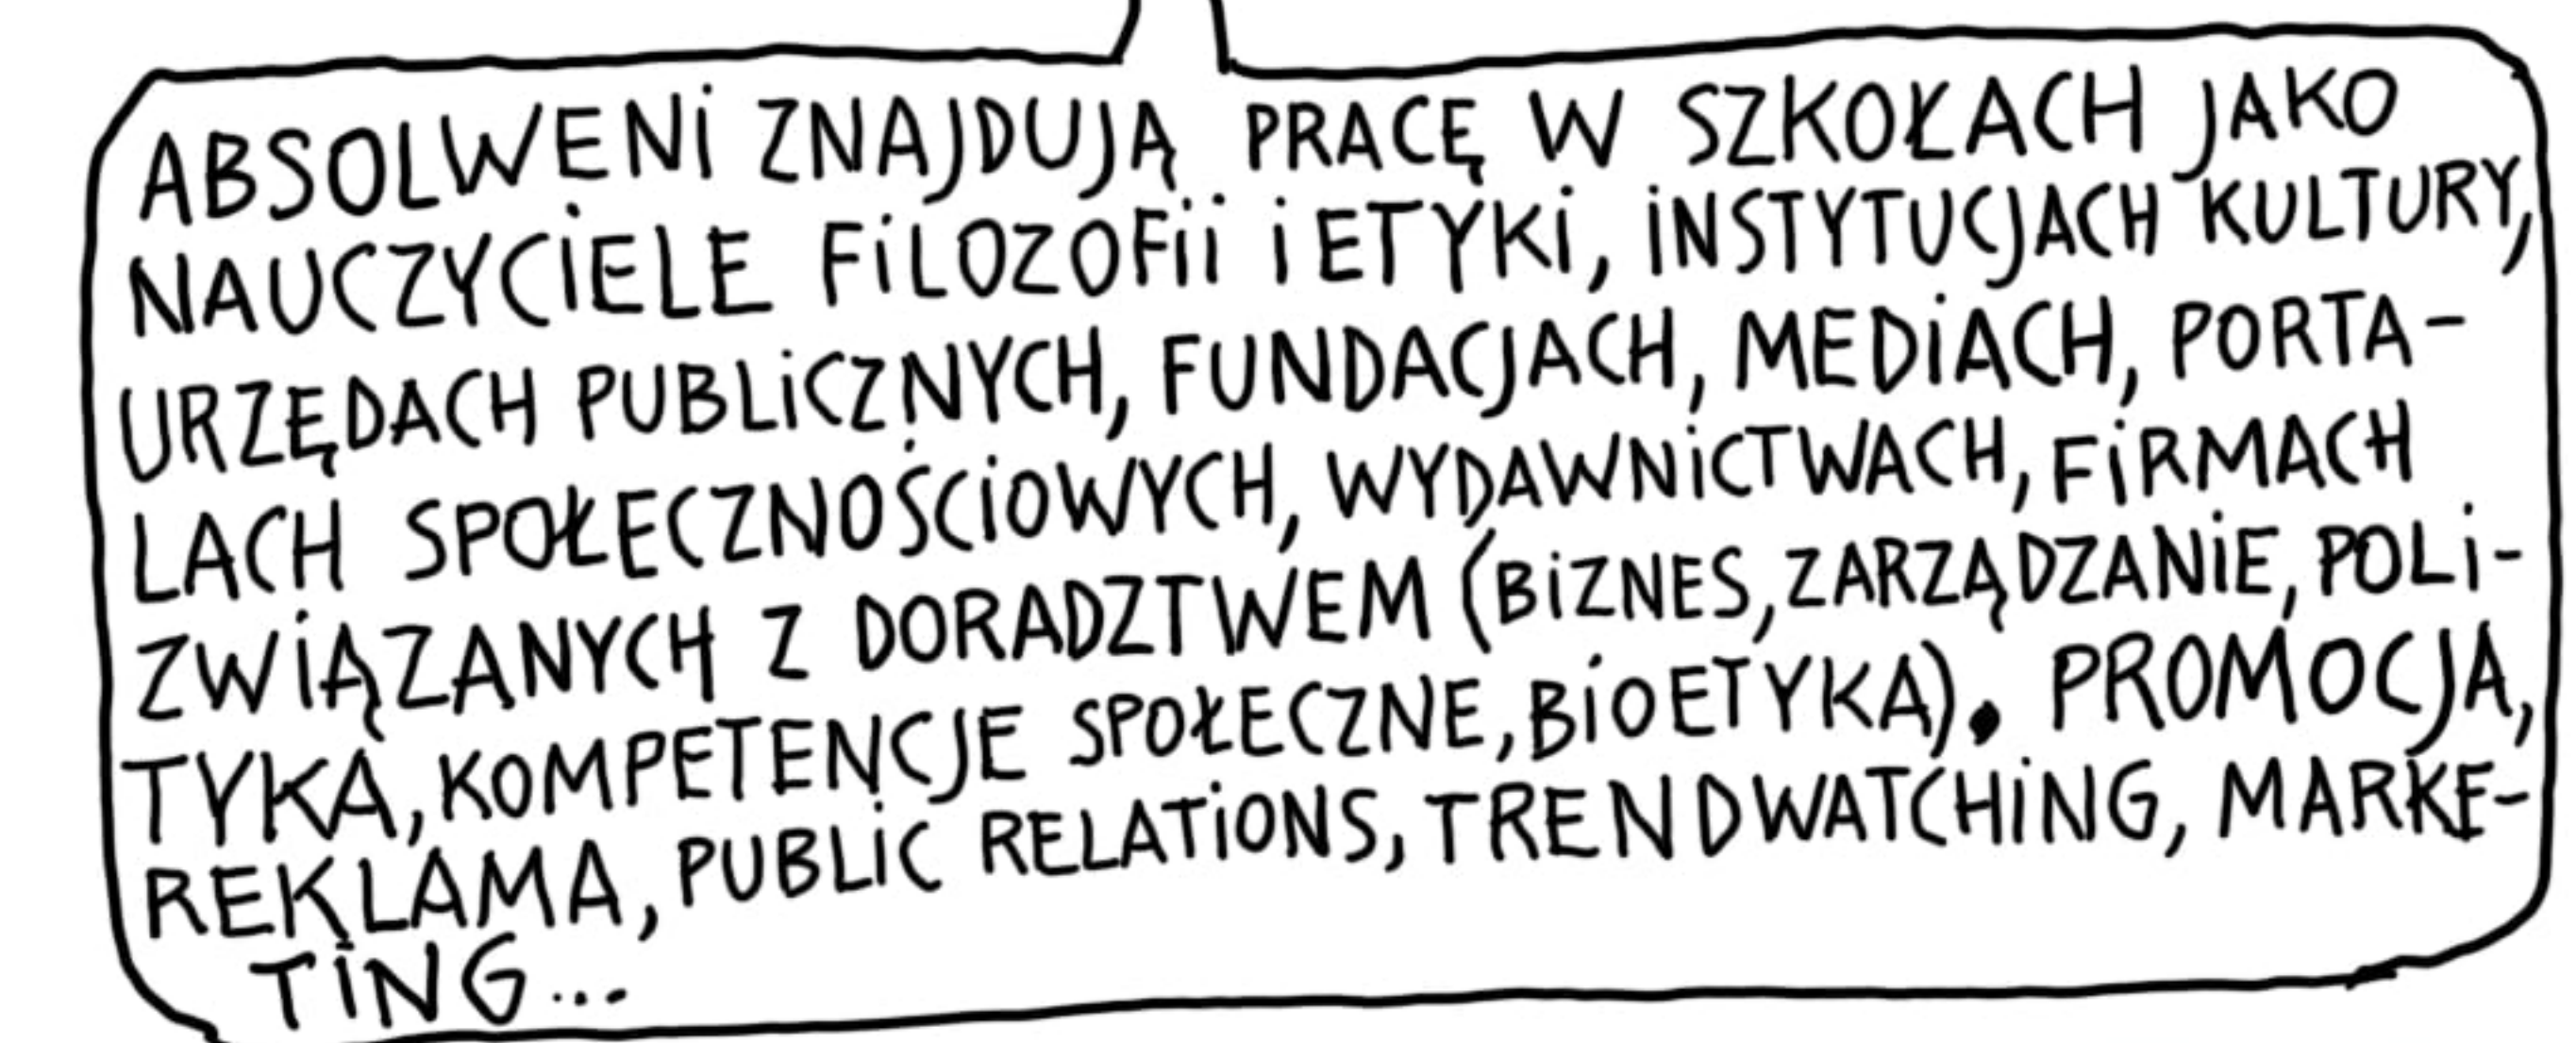 ABSOLWENi ZNAJDUJĄ PRACĘ W SZKOŁACH JAKO
NAUCZYCiELE FiLOZOFii i ETYKi, iNSTYTUCJACH KULTURY,
URZĘDACH PUBLiCZNYCH, FUNDACJACH, MEDiACH, PORTA-
LACH SPOŁECZNOŚCiOWYCH, WYDAWNiCTWACH, FiRMACH
ZWiĄZANYCH Z DORADZTWEM (BiZNES, ZARZĄDZANiE, POLi-
TYKA, KOMPETENCJE SPOŁECZNE, BiOETYKA). PROMOCJA,
REKLAMA, PUBLiC RELATiONS, TRENDWATCHiNG, MARKE-
TiNG...